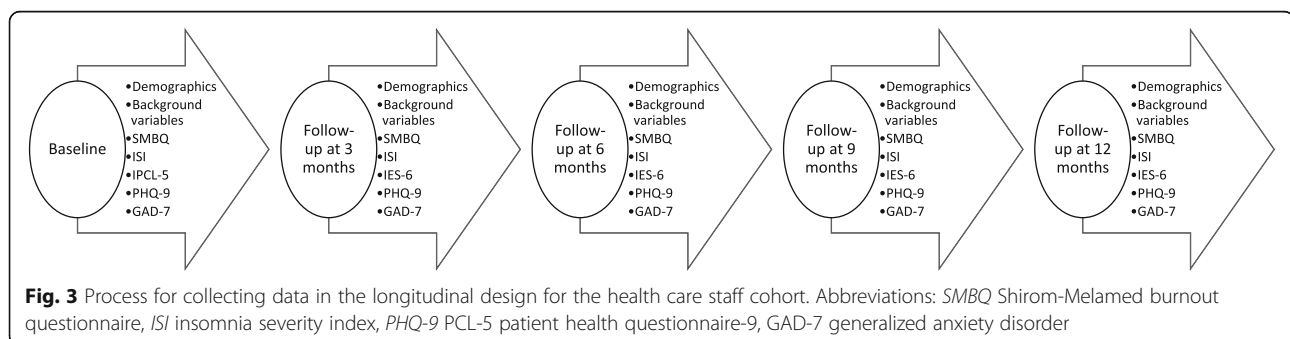 Baseline
•Demographics
•Background
variables
•SMBQ
•ISI
•IPCL-5
•PHQ-9
•GAD-7
Follow-
up at 3
months
•Demographics
•Background
variables
•SMBQ
•ISI
•IES-6
•PHQ-9
•GAD-7
Follow-
up at 6
months
•Demographics
•Background
variables
•SMBQ
•ISI
•IES-6
•PHQ-9
•GAD-7
Follow-
up at 9
months
•Demographics
•Background
variables
•SMBQ
•ISI
•IES-6
•PHQ-9
•GAD-7
Follow-
up at 12
months
•Demographics
•Background
variables
•SMBQ
•ISI
•IES-6
•PHQ-9
•GAD-7
Fig. 3 Process for collecting data in the longitudinal design for the health care staff cohort. Abbreviations: SMBQ Shirom-Melamed burnout
questionnaire, ISI insomnia severity index, PHQ-9 PCL-5 patient health questionnaire-9, GAD-7 generalized anxiety disorder